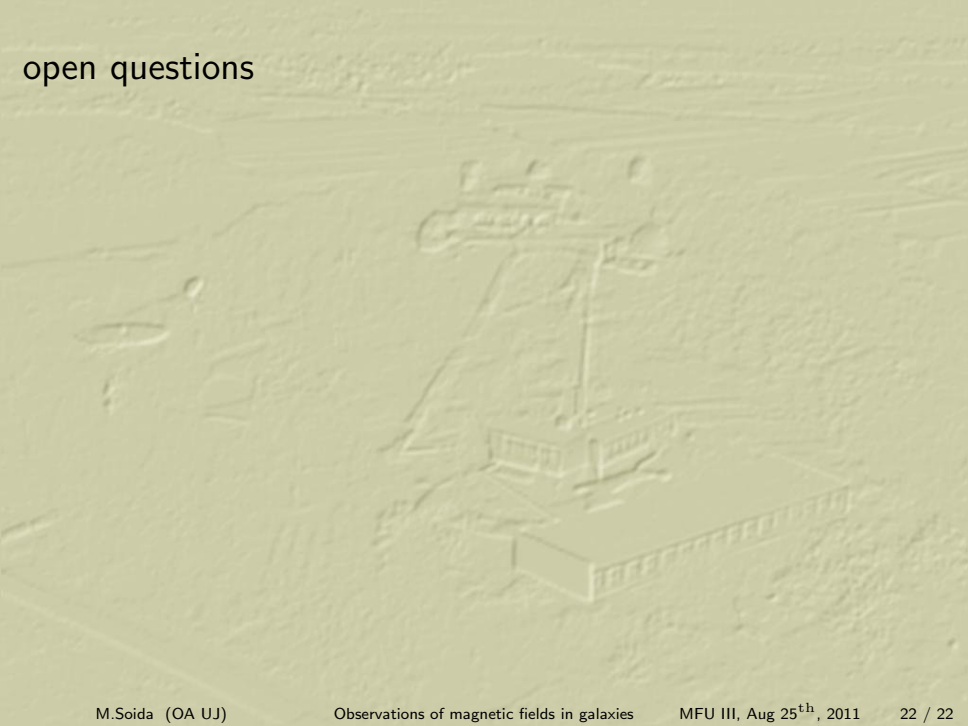 open questions
M.Soida (OA UJ) Observations of magnetic fields in galaxies MFU III, Aug 25th, 2011 22 / 22